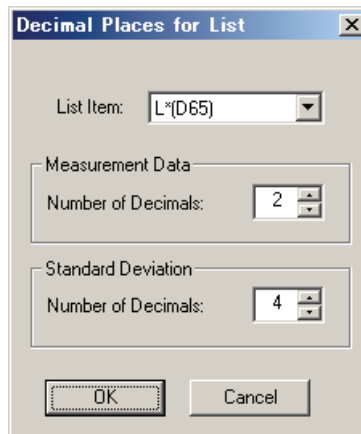 Decimal Places for List
List Item: L*(D65)
Measurement Data
Number of Decimals: 2
Standard Deviation
Number of Decimals: 4
OK Cancel